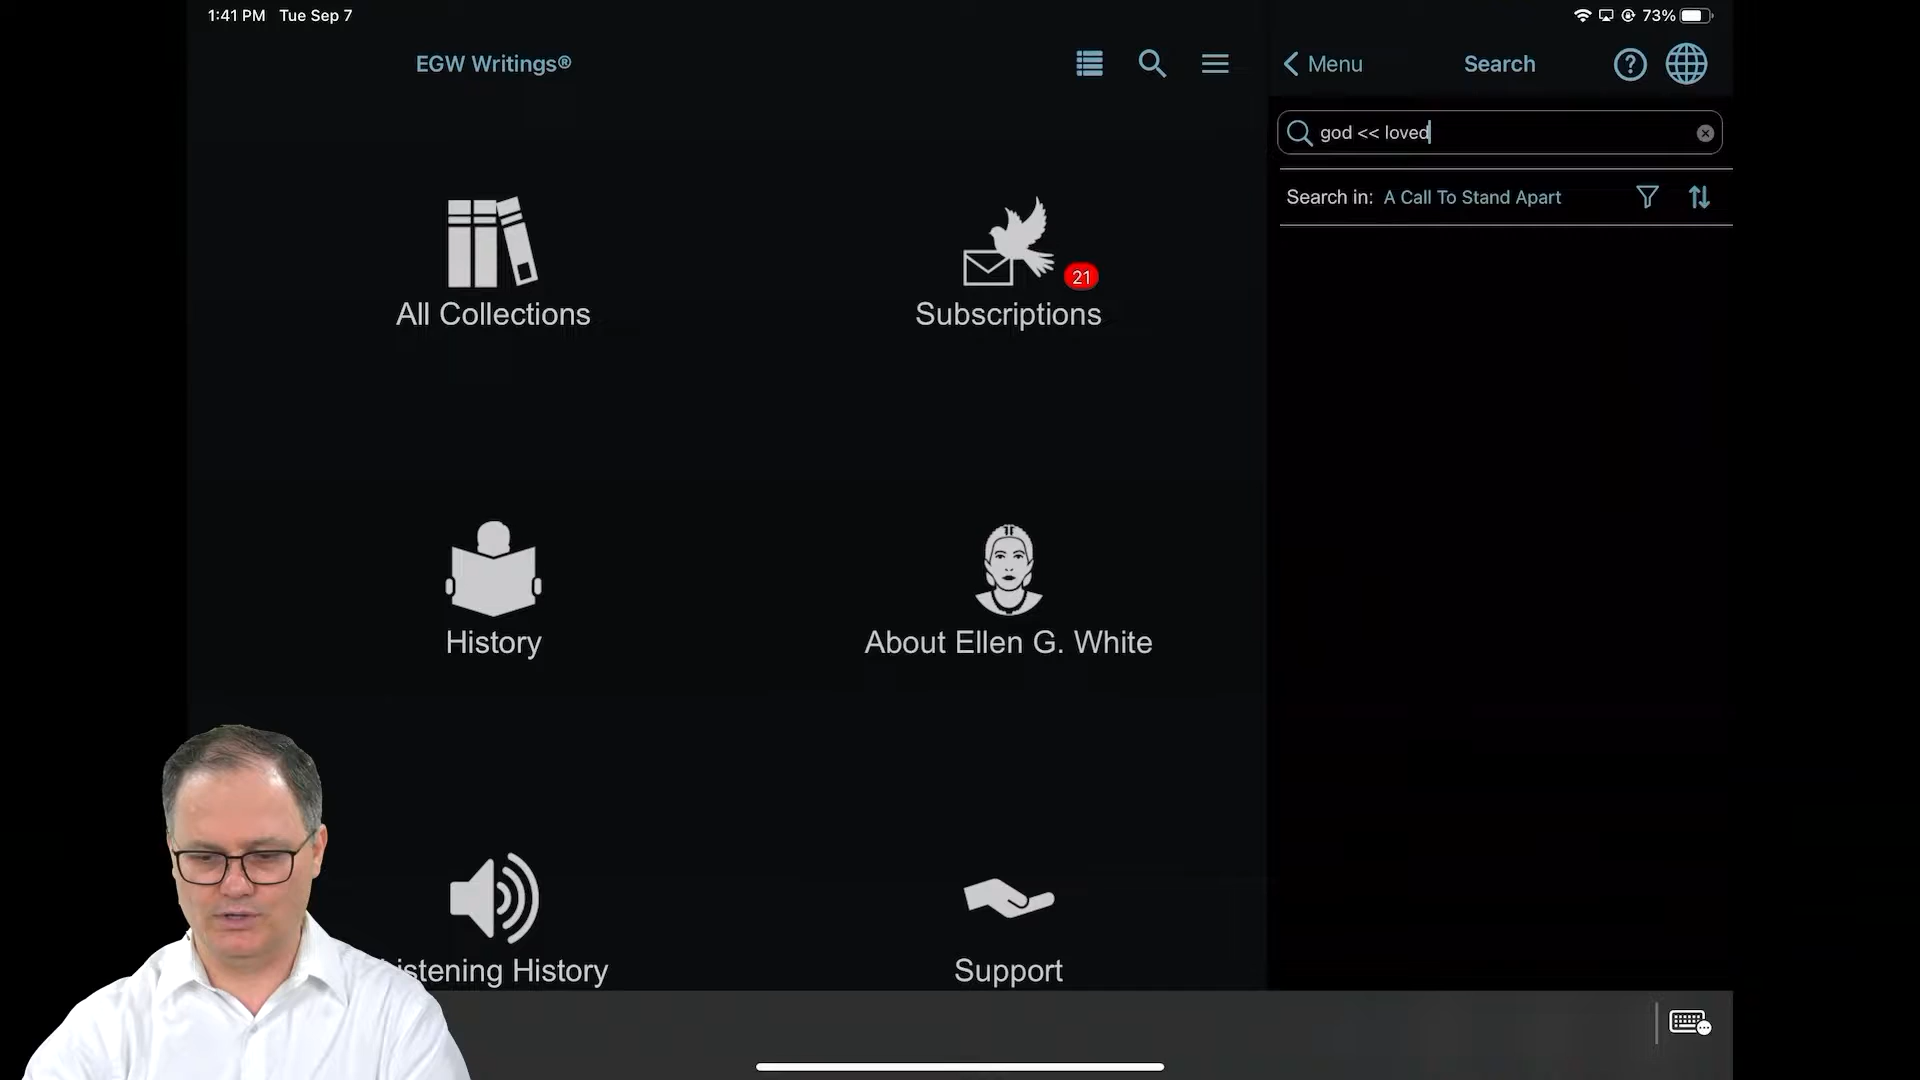 1:41 PM Tue Sep 7
73%
EGW Writings®
Menu
Search
god << loved
Search in: A Call To Stand Apart
All Collections
21
Subscriptions
History
About Ellen G. White
istening History
Support